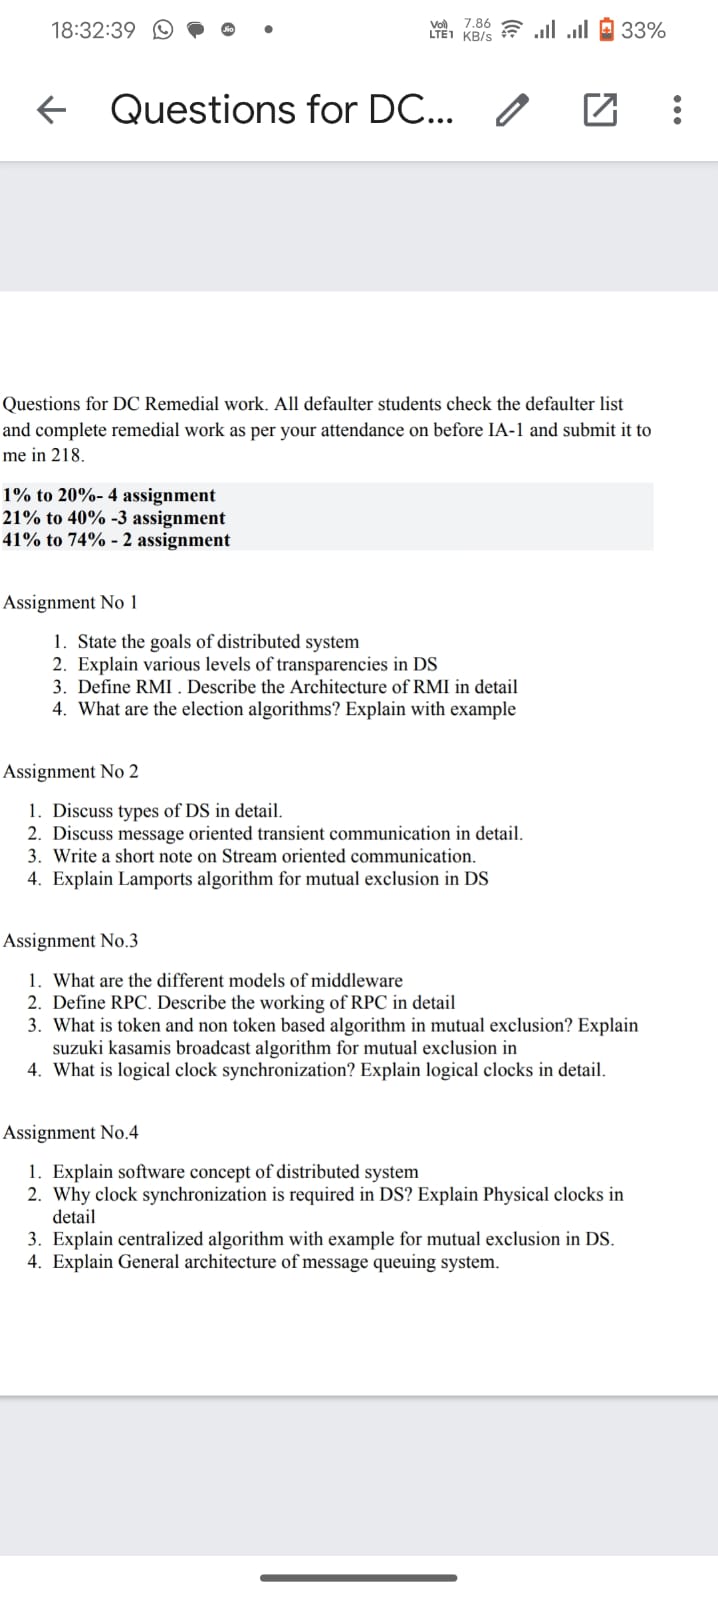 18:32:39 Jio Vo) LTE1 7.86 KB/s 33%
Questions for DC...
Questions for DC Remedial work. All defaulter students check the defaulter list
and complete remedial work as per your attendance on before IA-1 and submit it to
me in 218.
1% to 20%- 4 assignment
21% to 40% -3 assignment
41% to 74% - 2 assignment
Assignment No 1
1. State the goals of distributed system
2. Explain various levels of transparencies in DS
3. Define RMI . Describe the Architecture of RMI in detail
4. What are the election algorithms? Explain with example
Assignment No 2
1. Discuss types of DS in detail.
2. Discuss message oriented transient communication in detail.
3. Write a short note on Stream oriented communication.
4. Explain Lamports algorithm for mutual exclusion in DS
Assignment No.3
1. What are the different models of middleware
2. Define RPC. Describe the working of RPC in detail
3. What is token and non token based algorithm in mutual exclusion? Explain
suzuki kasamis broadcast algorithm for mutual exclusion in
4. What is logical clock synchronization? Explain logical clocks in detail.
Assignment No.4
1. Explain software concept of distributed system
2. Why clock synchronization is required in DS? Explain Physical clocks in
detail
3. Explain centralized algorithm with example for mutual exclusion in DS.
4. Explain General architecture of message queuing system.